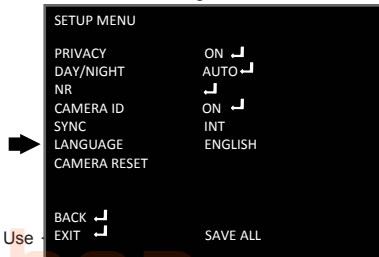 SETUP MENU
PRIVACY ON ↵
DAY/NIGHT AUTO ↵
NR ↵
CAMERA ID ON ↵
SYNC INT
LANGUAGE ENGLISH
CAMERA RESET
BACK ↵
Use EXIT ↵ SAVE ALL